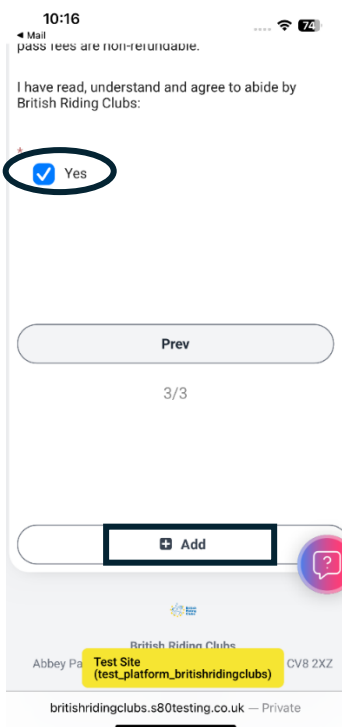 10:16
74
◀ Mail
pass fees are non-refundable.
I have read, understand and agree to abide by
British Riding Clubs:
*
Yes
Prev
3/3
Add
?
British Riding Clubs
Abbey Pa
CV8 2XZ
Test Site
(test_platform_britishridingclubs)
britishridingclubs.s80testing.co.uk — Private